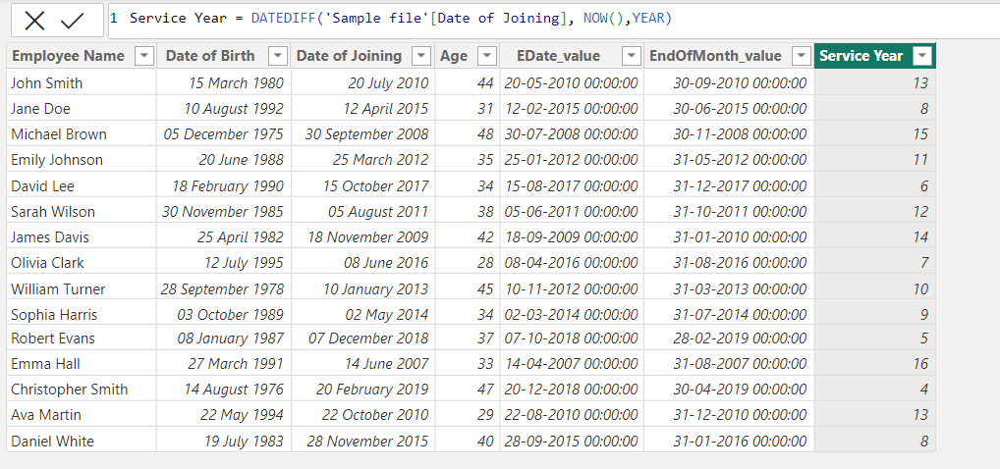 1 Service Year = DATEDIFF('Sample file'[Date of Joining], NOW(),YEAR)
Employee Name Date of Birth Date of Joining Age EDate_value EndOfMonth_value Service Year
John Smith 15 March 1980 20 July 2010 44 20-05-2010 00:00:00 30-09-2010 00:00:00 13
Jane Doe 10 August 1992 12 April 2015 31 12-02-2015 00:00:00 30-06-2015 00:00:00 8
Michael Brown 05 December 1975 30 September 2008 48 30-07-2008 00:00:00 30-11-2008 00:00:00 15
Emily Johnson 20 June 1988 25 March 2012 35 25-01-2012 00:00:00 31-05-2012 00:00:00 11
David Lee 18 February 1990 15 October 2017 34 15-08-2017 00:00:00 31-12-2017 00:00:00 6
Sarah Wilson 30 November 1985 05 August 2011 38 05-06-2011 00:00:00 31-10-2011 00:00:00 12
James Davis 25 April 1982 18 November 2009 42 18-09-2009 00:00:00 31-01-2010 00:00:00 14
Olivia Clark 12 July 1995 08 June 2016 28 08-04-2016 00:00:00 31-08-2016 00:00:00 7
William Turner 28 September 1978 10 January 2013 45 10-11-2012 00:00:00 31-03-2013 00:00:00 10
Sophia Harris 03 October 1989 02 May 2014 34 02-03-2014 00:00:00 31-07-2014 00:00:00 9
Robert Evans 08 January 1987 07 December 2018 37 07-10-2018 00:00:00 28-02-2019 00:00:00 5
Emma Hall 27 March 1991 14 June 2007 33 14-04-2007 00:00:00 31-08-2007 00:00:00 16
Christopher Smith 14 August 1976 20 February 2019 47 20-12-2018 00:00:00 30-04-2019 00:00:00 4
Ava Martin 22 May 1994 22 October 2010 29 22-08-2010 00:00:00 31-12-2010 00:00:00 13
Daniel White 19 July 1983 28 November 2015 40 28-09-2015 00:00:00 31-01-2016 00:00:00 8